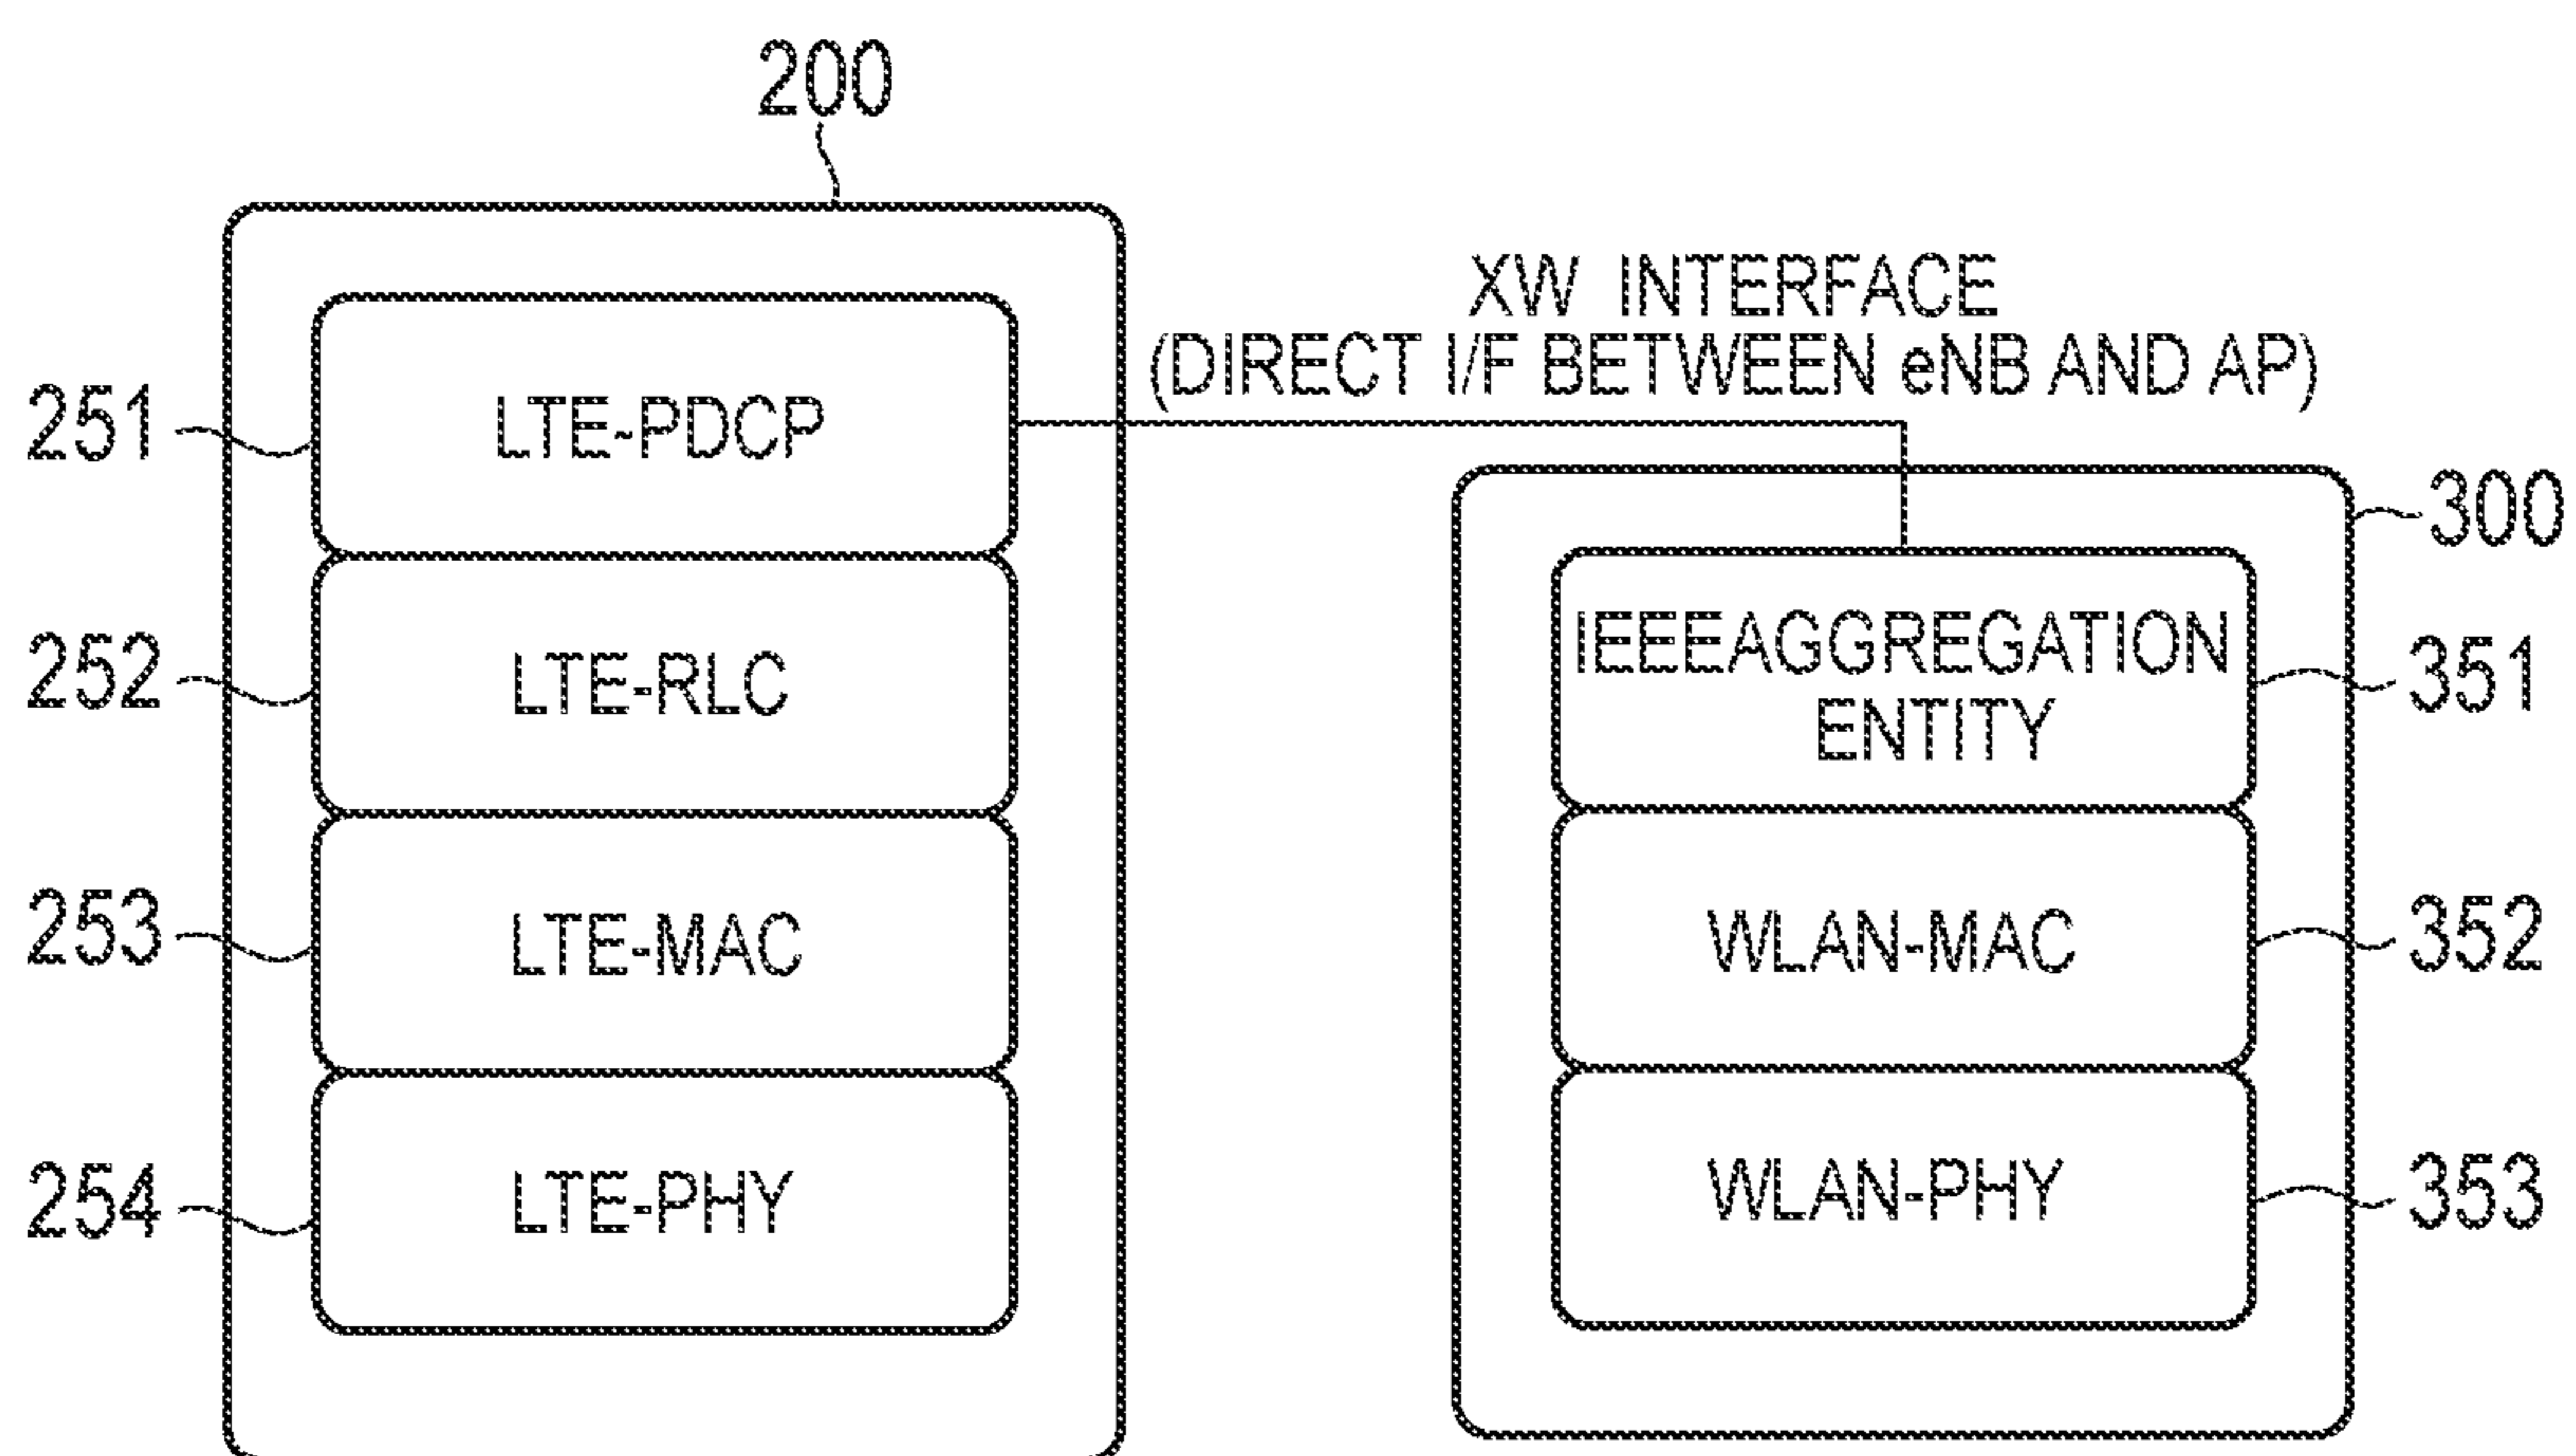 200
XW INTERFACE
(DIRECT I/F BETWEEN eNB AND AP)
251
LTE-PDCP
300
252
LTE-RLC
IEEEAGGREGATION
ENTITY
351
253
LTE-MAC
WLAN-MAC
352
254
LTE-PHY
WLAN-PHY
353